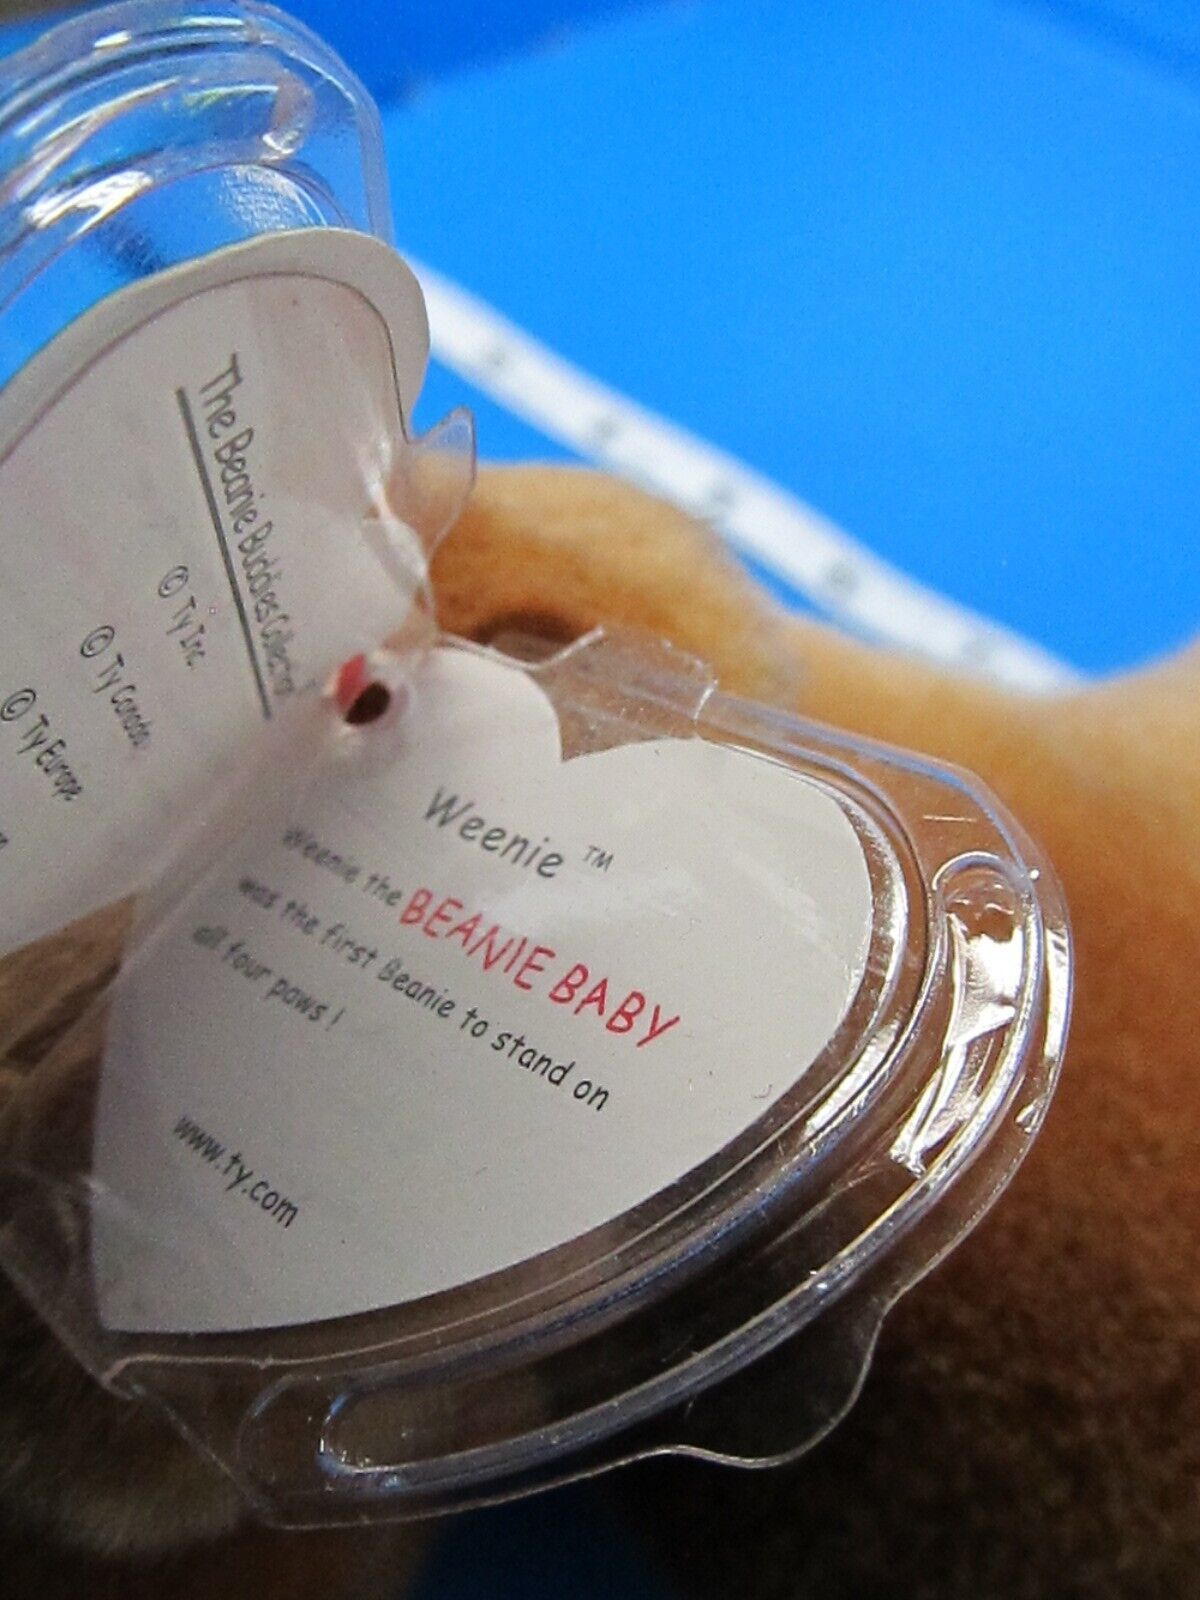 The Beanie Buddies Collection
© Ty Inc.
© Ty Canada
© Ty Europe
Weenie ™
Weenie the BEANIE BABY
was the first Beanie to stand on
all four paws !
www.ty.com